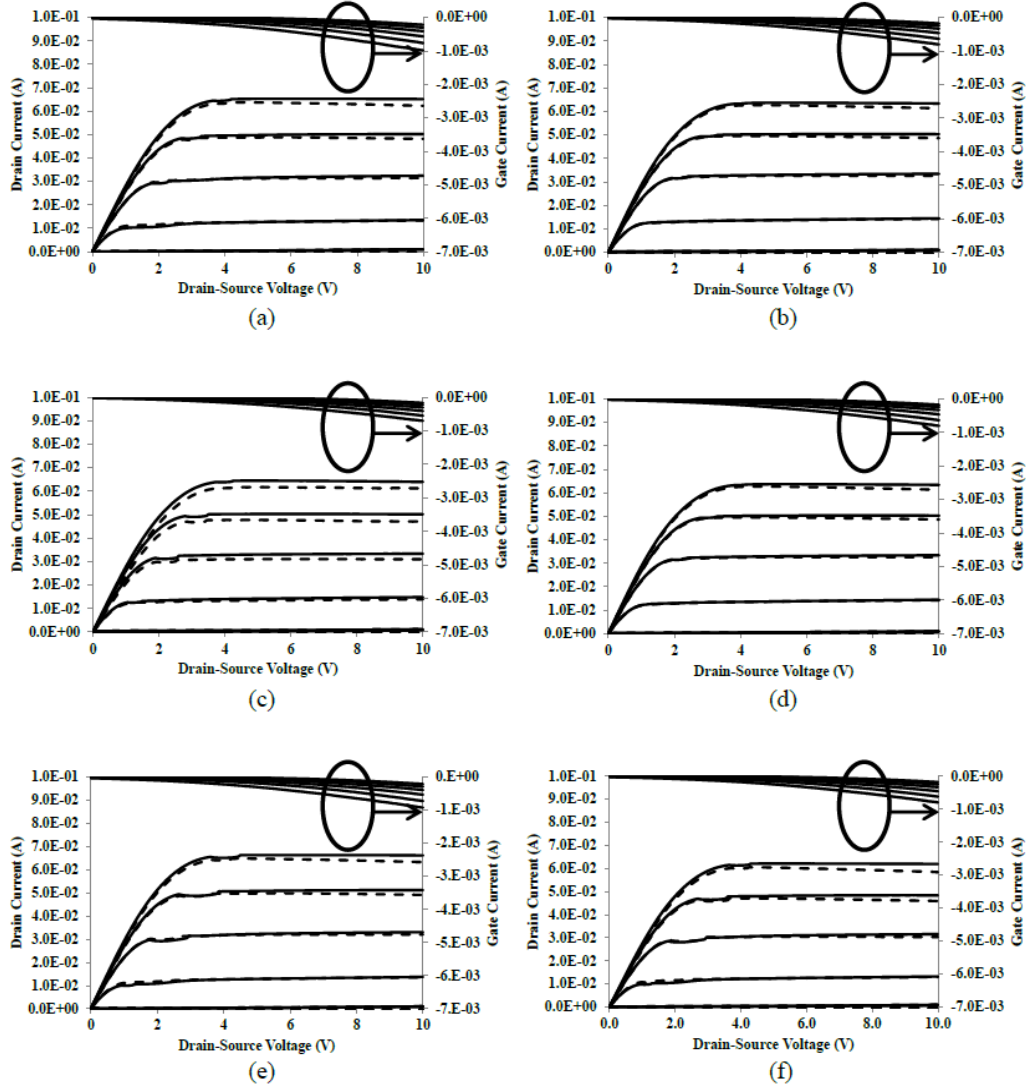 1.0E-01
9.0E-02
8.0E-02
7.0E-02
6.0E-02
5.0E-02
4.0E-02
3.0E-02
2.0E-02
1.0E-02
0.0E+00
Drain Current (A)
0.0E+00
-1.0E-03
-2.0E-03
-3.0E-03
-4.0E-03
-5.0E-03
-6.0E-03
-7.0E-03
Gate Current (A)
0 2 4 6 8 10
Drain-Source Voltage (V)
(a)
1.0E-01
9.0E-02
8.0E-02
7.0E-02
6.0E-02
5.0E-02
4.0E-02
3.0E-02
2.0E-02
1.0E-02
0.0E+00
Drain Current (A)
0.0E+00
-1.0E-03
-2.0E-03
-3.0E-03
-4.0E-03
-5.0E-03
-6.0E-03
-7.0E-03
Gate Current (A)
0 2 4 6 8 10
Drain-Source Voltage (V)
(b)
1.0E-01
9.0E-02
8.0E-02
7.0E-02
6.0E-02
5.0E-02
4.0E-02
3.0E-02
2.0E-02
1.0E-02
0.0E+00
Drain Current (A)
0.0E+00
-1.0E-03
-2.0E-03
-3.0E-03
-4.0E-03
-5.0E-03
-6.0E-03
-7.0E-03
Gate Current (A)
0 2 4 6 8 10
Drain-Source Voltage (V)
(c)
1.0E-01
9.0E-02
8.0E-02
7.0E-02
6.0E-02
5.0E-02
4.0E-02
3.0E-02
2.0E-02
1.0E-02
0.0E+00
Drain Current (A)
0.0E+00
-1.0E-03
-2.0E-03
-3.0E-03
-4.0E-03
-5.0E-03
-6.0E-03
-7.0E-03
Gate Current (A)
0 2 4 6 8 10
Drain-Source Voltage (V)
(d)
1.0E-01
9.0E-02
8.0E-02
7.0E-02
6.0E-02
5.0E-02
4.0E-02
3.0E-02
2.0E-02
1.0E-02
0.0E+00
Drain Current (A)
0.E+00
-1.E-03
-2.E-03
-3.E-03
-4.E-03
-5.E-03
-6.E-03
-7.E-03
Gate Current (A)
0 2 4 6 8 10
Drain-Source Voltage (V)
(e)
1.0E-01
9.0E-02
8.0E-02
7.0E-02
6.0E-02
5.0E-02
4.0E-02
3.0E-02
2.0E-02
1.0E-02
0.0E+00
Drain Current (A)
0.0E+00
-1.0E-03
-2.0E-03
-3.0E-03
-4.0E-03
-5.0E-03
-6.0E-03
-7.0E-03
Gate Current (A)
0.0 2.0 4.0 6.0 8.0 10.0
Drain-Source Voltage (V)
(f)